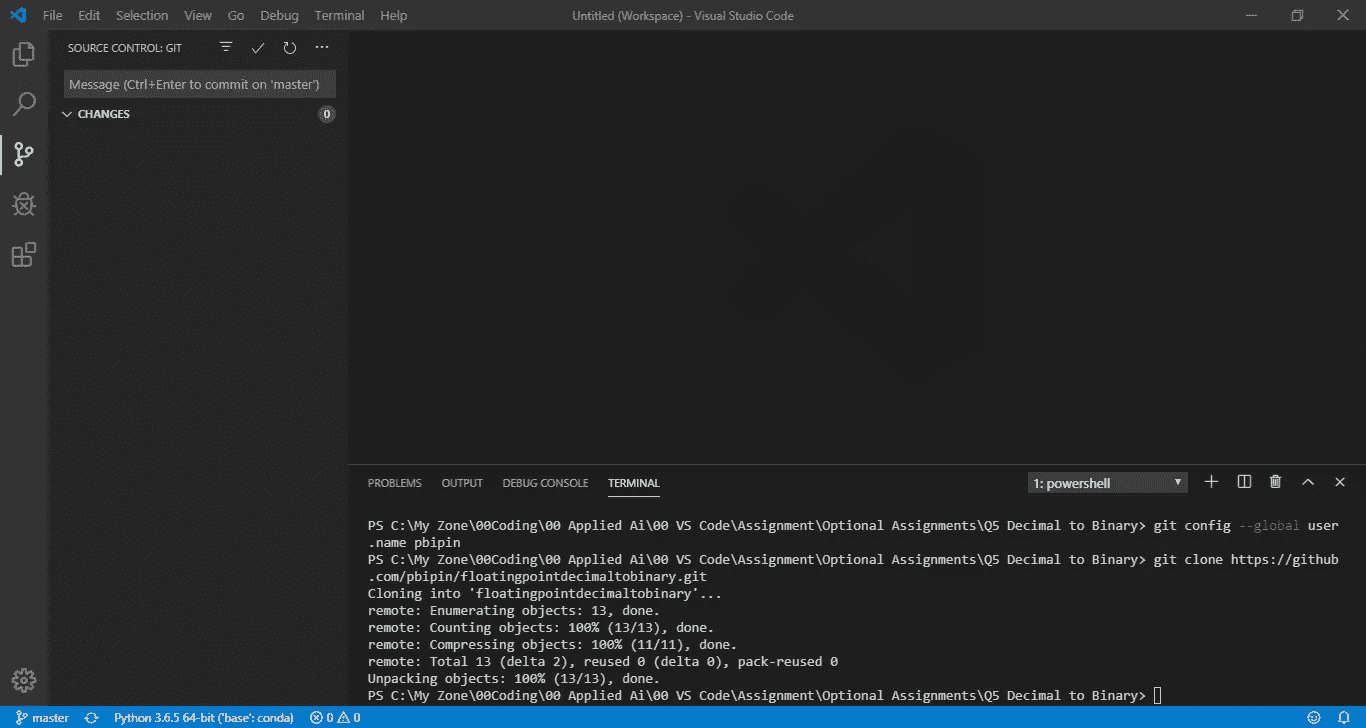 File Edit Selection View Go Debug Terminal Help
Untitled (Workspace) - Visual Studio Code
SOURCE CONTROL: GIT
Message (Ctrl+Enter to commit on 'master')
CHANGES 0
PROBLEMS OUTPUT DEBUG CONSOLE TERMINAL
1: powershell
PS C:\My Zone\00Coding\00 Applied Ai\00 VS Code\Assignment\Optional Assignments\Q5 Decimal to Binary> git config --global user
.name pbipin
PS C:\My Zone\00Coding\00 Applied Ai\00 VS Code\Assignment\Optional Assignments\Q5 Decimal to Binary> git clone https://github
.com/pbipin/floatingpointdecimaltobinary.git
Cloning into 'floatingpointdecimaltobinary'...
remote: Enumerating objects: 13, done.
remote: Counting objects: 100% (13/13), done.
remote: Compressing objects: 100% (11/11), done.
remote: Total 13 (delta 2), reused 0 (delta 0), pack-reused 0
Unpacking objects: 100% (13/13), done.
PS C:\My Zone\00Coding\00 Applied Ai\00 VS Code\Assignment\Optional Assignments\Q5 Decimal to Binary>
master Python 3.6.5 64-bit ('base': conda) 0 0